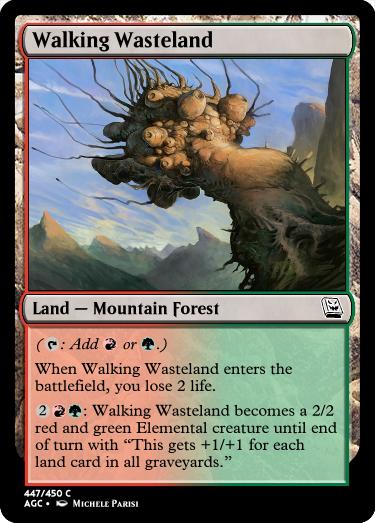 Walking Wasteland
Land — Mountain Forest
( : Add or .)
When Walking Wasteland enters the
battlefield, you lose 2 life.
2 : Walking Wasteland becomes a 2/2
red and green Elemental creature until end
of turn with “This gets +1/+1 for each
land card in all graveyards.”
447/450 C
AGC • Michele Parisi